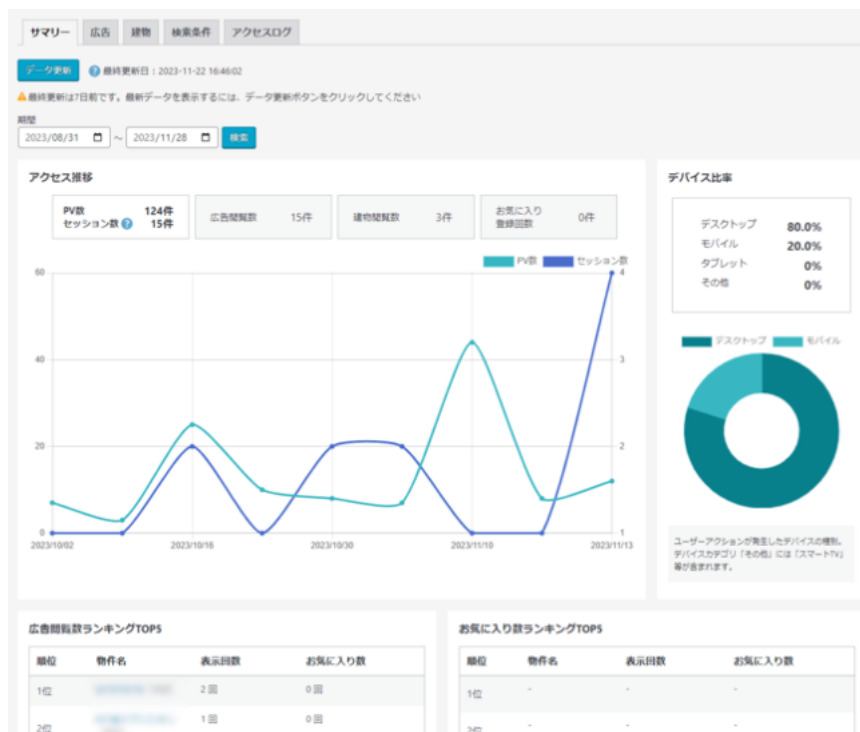 サマリー 広告 建物 検索条件 アクセスログ
データ更新 ? 最終更新日：2023-11-22 16:46:02
最終更新は7日前です。最新データを表示するには、データ更新ボタンをクリックしてください
期間
2023/08/31 ～ 2023/11/28 検索
アクセス推移
PV数 124件
セッション数 ? 15件
広告閲覧数 15件
建物閲覧数 3件
お気に入り
登録回数 0件
PV数 セッション数
60 4
40 3
20 2
0 1
2023/10/02 2023/10/16 2023/10/30 2023/11/10 2023/11/13
デバイス比率
デスクトップ 80.0%
モバイル 20.0%
タブレット 0%
その他 0%
デスクトップ モバイル
ユーザーアクションが発生したデバイスの種別。
デバイスカテゴリ「その他」には「スマートTV」
等が含まれます。
広告閲覧数ランキングTOP5
順位 物件名 表示回数 お気に入り数
1位 2 回 0 回
2位 1 回 0 回
お気に入り数ランキングTOP5
順位 物件名 表示回数 お気に入り数
1位 - - -
2位 - - -